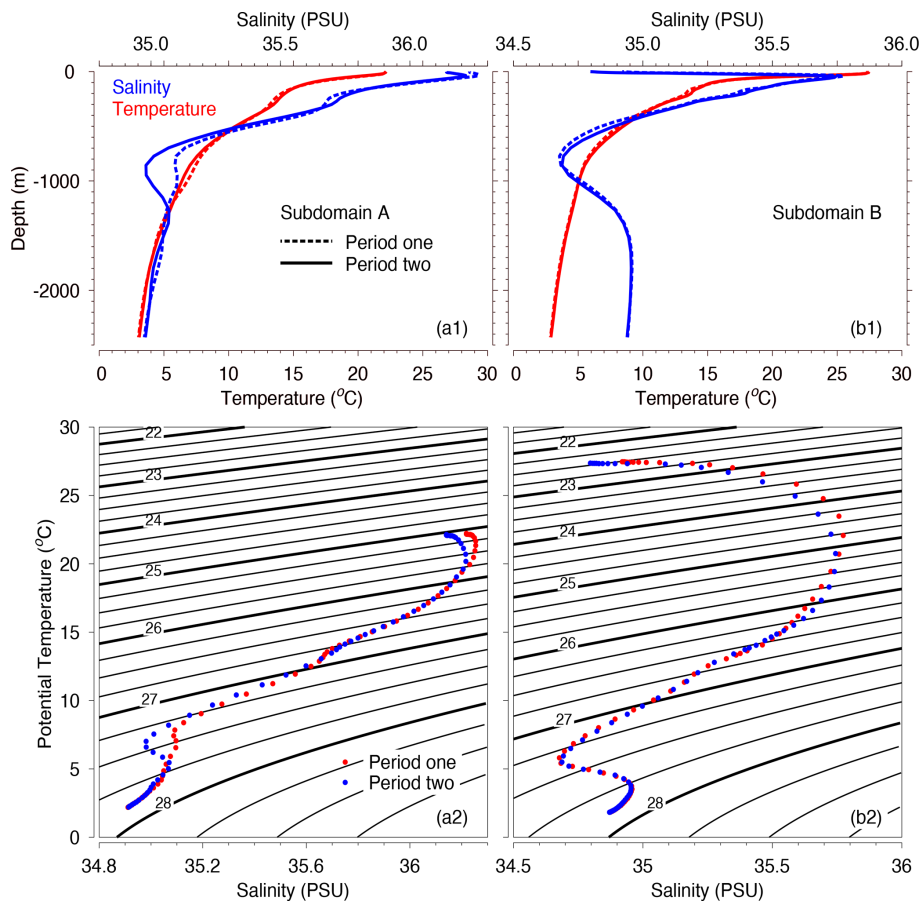 Salinity (PSU)
Salinity (PSU)
35.0 35.6 36.2
34.4 35.0 35.6 36.0
0
-1000
-2000
Depth (m)
Salinity
Temperature
Subdomain A
Period one
Period two
(a1)
Subdomain B
(b1)
0 5 10 15 20 25 30
0 5 10 15 20 25 30
Temperature (°C)
Temperature (°C)
30
25
20
15
10
5
0
Potential Temperature (°C)
22
23
24
25
26
27
28
Period one
Period two
(a2)
22
23
24
25
26
27
28
(b2)
34.8 35.2 35.6 36
34.5 35 35.5 36
Salinity (PSU)
Salinity (PSU)